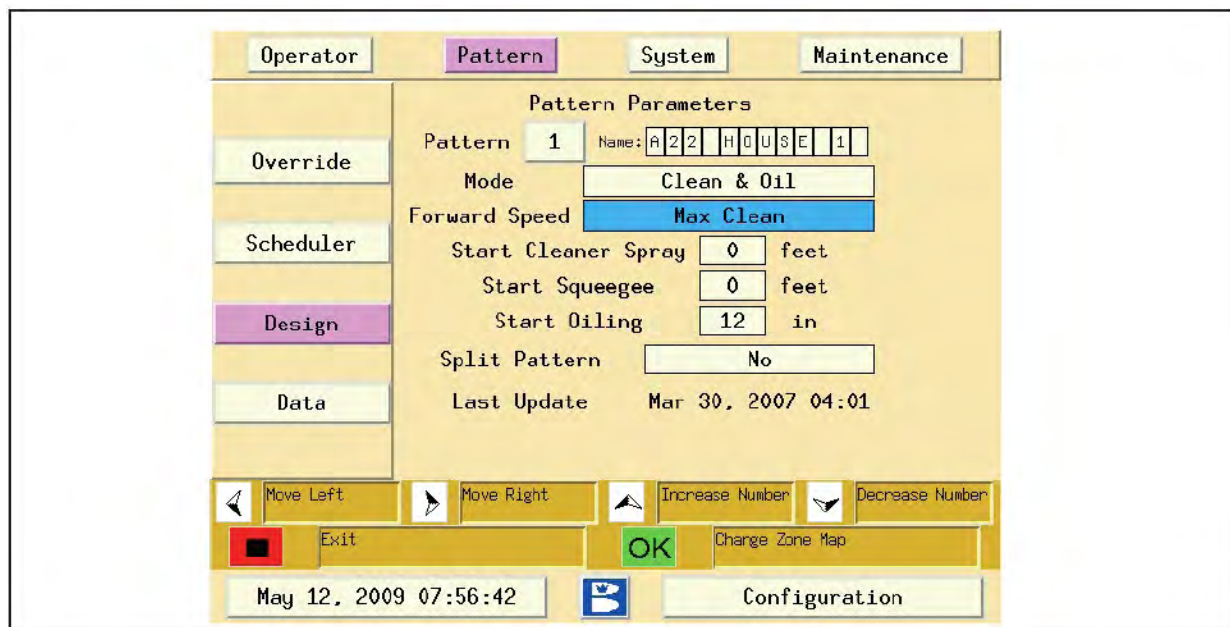 Operator Pattern System Maintenance
Pattern Parameters
Pattern 1 Name: A22 HOUSE 1
Override
Mode Clean & Oil
Forward Speed Max Clean
Scheduler
Start Cleaner Spray 0 feet
Start Squeegee 0 feet
Design
Start Oiling 12 in
Split Pattern No
Data
Last Update Mar 30, 2007 04:01
Move Left Move Right Increase Number Decrease Number
Exit OK Change Zone Map
May 12, 2009 07:56:42 B Configuration